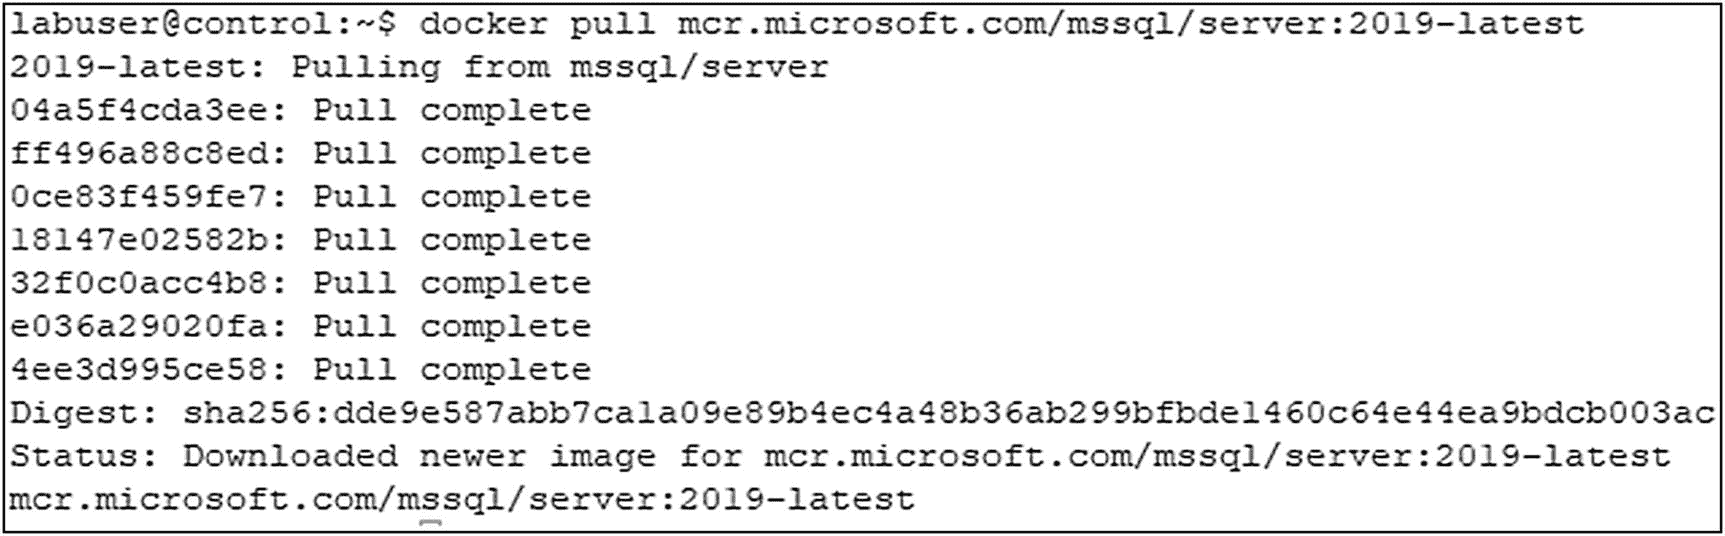 labuser@control:~$ docker pull mcr.microsoft.com/mssql/server:2019-latest
2019-latest: Pulling from mssql/server
04a5f4cda3ee: Pull complete
ff496a88c8ed: Pull complete
0ce83f459fe7: Pull complete
18147e02582b: Pull complete
32f0c0acc4b8: Pull complete
e036a29020fa: Pull complete
4ee3d995ce58: Pull complete
Digest: sha256:dde9e587abb7ca1a09e89b4ec4a48b36ab299bfbde1460c64e44ea9bdcb003ac
Status: Downloaded newer image for mcr.microsoft.com/mssql/server:2019-latest
mcr.microsoft.com/mssql/server:2019-latest